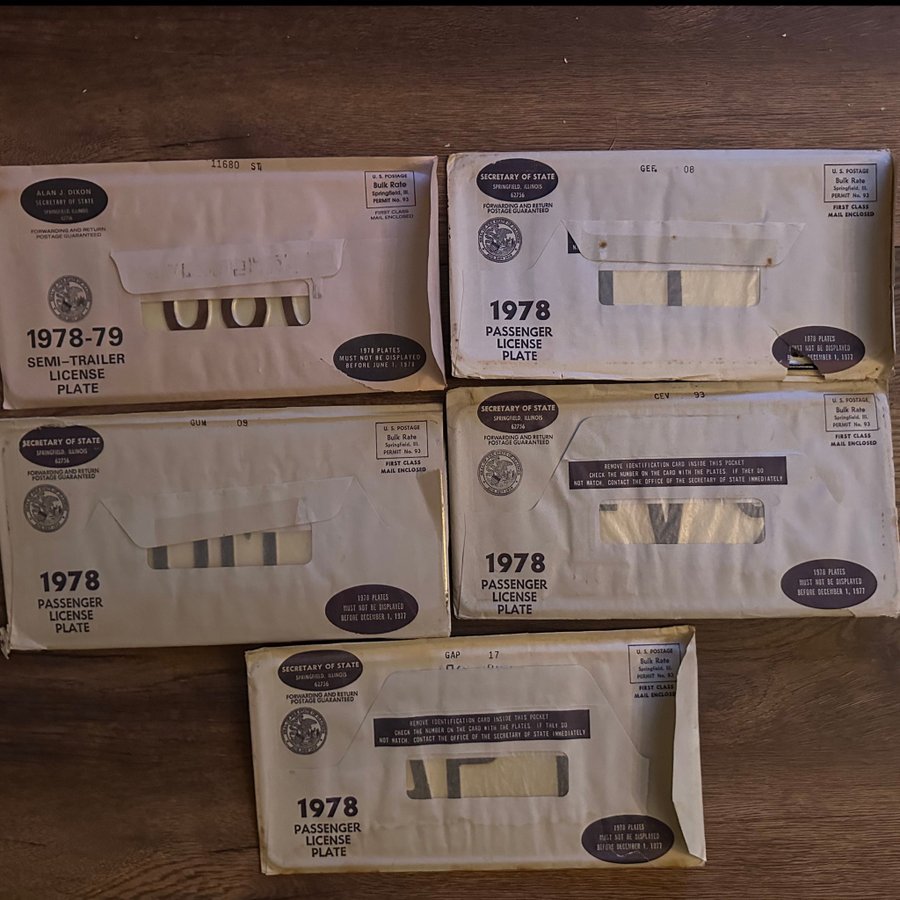 11680 ST
ALAN J. DIXON
SECRETARY OF STATE
SPRINGFIELD, ILLINOIS
FORWARDING AND RETURN
POSTAGE GUARANTEED
U. S. POSTAGE
Bulk Rate
Springfield, Ill.
PERMIT No. 93
FIRST CLASS
MAIL ENCLOSED
1978-79
SEMI-TRAILER
LICENSE
PLATE
1978 PLATES
MUST NOT BE DISPLAYED
BEFORE JUNE 1, 1978
GEE 08
SECRETARY OF STATE
SPRINGFIELD, ILLINOIS
62756
FORWARDING AND RETURN
POSTAGE GUARANTEED
U. S. POSTAGE
Bulk Rate
Springfield, Ill.
PERMIT No. 93
FIRST CLASS
MAIL ENCLOSED
1978
PASSENGER
LICENSE
PLATE
1978 PLATES
MUST NOT BE DISPLAYED
DECEMBER 1, 1977
GUM 09
SECRETARY OF STATE
SPRINGFIELD, ILLINOIS
62756
FORWARDING AND RETURN
POSTAGE GUARANTEED
U. S. POSTAGE
Bulk Rate
Springfield, Ill.
PERMIT No. 93
FIRST CLASS
MAIL ENCLOSED
1978
PASSENGER
LICENSE
PLATE
1978 PLATES
MUST NOT BE DISPLAYED
BEFORE DECEMBER 1, 1977
CEV 93
SECRETARY OF STATE
SPRINGFIELD, ILLINOIS
62756
FORWARDING AND RETURN
POSTAGE GUARANTEED
U. S. POSTAGE
Bulk Rate
Springfield, Ill.
PERMIT No. 93
FIRST CLASS
MAIL ENCLOSED
REMOVE IDENTIFICATION CARD INSIDE THIS POCKET
CHECK THE NUMBER ON THE CARD WITH THE PLATES. IF THEY DO
NOT MATCH, CONTACT THE OFFICE OF THE SECRETARY OF STATE IMMEDIATELY
1978
PASSENGER
LICENSE
PLATE
1978 PLATES
MUST NOT BE DISPLAYED
BEFORE DECEMBER 1, 1977
GAP 17
SECRETARY OF STATE
SPRINGFIELD, ILLINOIS
62756
FORWARDING AND RETURN
POSTAGE GUARANTEED
U. S. POSTAGE
Bulk Rate
Springfield, Ill.
PERMIT No. 93
FIRST CLASS
MAIL ENCLOSED
REMOVE IDENTIFICATION CARD INSIDE THIS POCKET
CHECK THE NUMBER ON THE CARD WITH THE PLATES. IF THEY DO
NOT MATCH, CONTACT THE OFFICE OF THE SECRETARY OF STATE IMMEDIATELY
1978
PASSENGER
LICENSE
PLATE
1978 PLATES
MUST NOT BE DISPLAYED
BEFORE DECEMBER 1, 1977